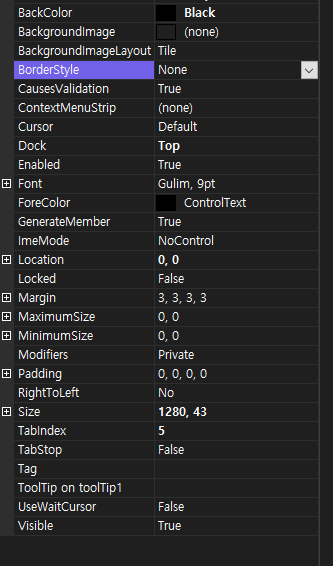 BackColor Black
BackgroundImage (none)
BackgroundImageLayout Tile
BorderStyle None
CausesValidation True
ContextMenuStrip (none)
Cursor Default
Dock Top
Enabled True
Font Gulim, 9pt
ForeColor ControlText
GenerateMember True
ImeMode NoControl
Location 0, 0
Locked False
Margin 3, 3, 3, 3
MaximumSize 0, 0
MinimumSize 0, 0
Modifiers Private
Padding 0, 0, 0, 0
RightToLeft No
Size 1280, 43
TabIndex 5
TabStop False
Tag
ToolTip on toolTip1
UseWaitCursor False
Visible True